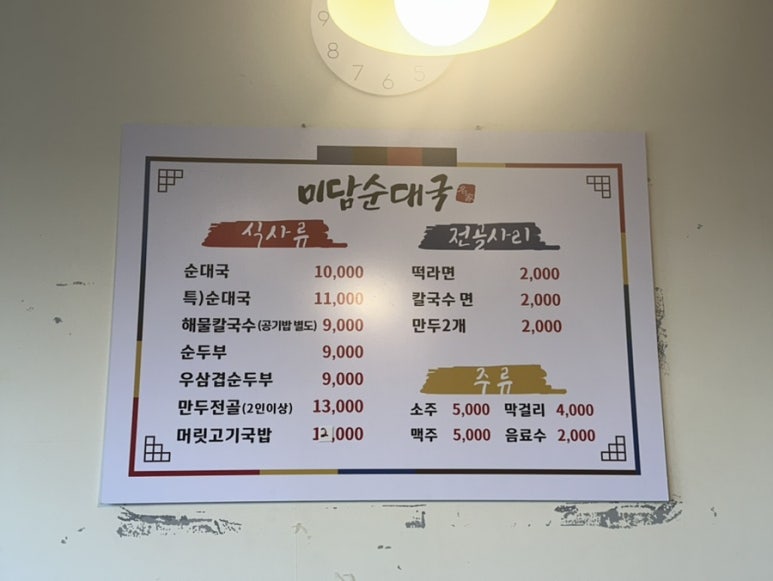 9
8
7
6
5
미담순대국
식사류
순대국 10,000
특)순대국 11,000
해물칼국수(공기밥 별도) 9,000
순두부 9,000
우삼겹순두부 9,000
만두전골(2인이상) 13,000
머릿고기국밥 12,000
전골사리
떡라면 2,000
칼국수 면 2,000
만두2개 2,000
주류
소주 5,000 막걸리 4,000
맥주 5,000 음료수 2,000